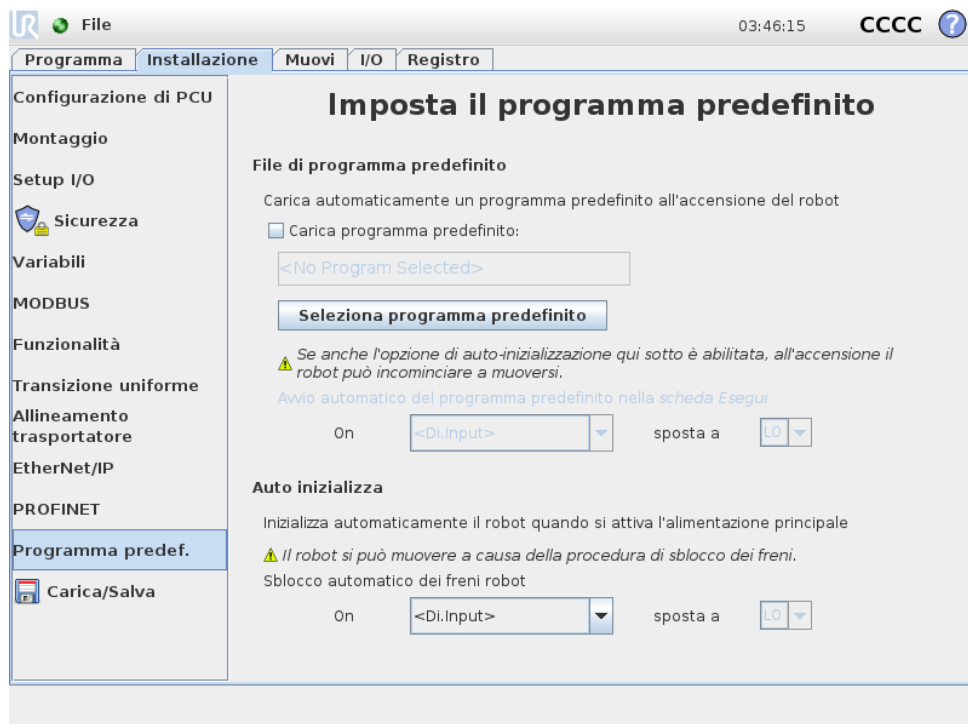 UR File 03:46:15 CCCC ?
Programma Installazione Muovi I/O Registro
Configurazione di PCU
Montaggio
Setup I/O
Sicurezza
Variabili
MODBUS
Funzionalità
Transizione uniforme
Allineamento
trasportatore
EtherNet/IP
PROFINET
Programma predef.
Carica/Salva
Imposta il programma predefinito
File di programma predefinito
Carica automaticamente un programma predefinito all'accensione del robot
Carica programma predefinito:
<No Program Selected>
Seleziona programma predefinito
Se anche l'opzione di auto-inizializzazione qui sotto è abilitata, all'accensione il
robot può incominciare a muoversi.
Avvio automatico del programma predefinito nella scheda Esegui
On <Di.Input> sposta a LO
Auto inizializza
Inizializza automaticamente il robot quando si attiva l'alimentazione principale
Il robot si può muovere a causa della procedura di sblocco dei freni.
Sblocco automatico dei freni robot
On <Di.Input> sposta a LO